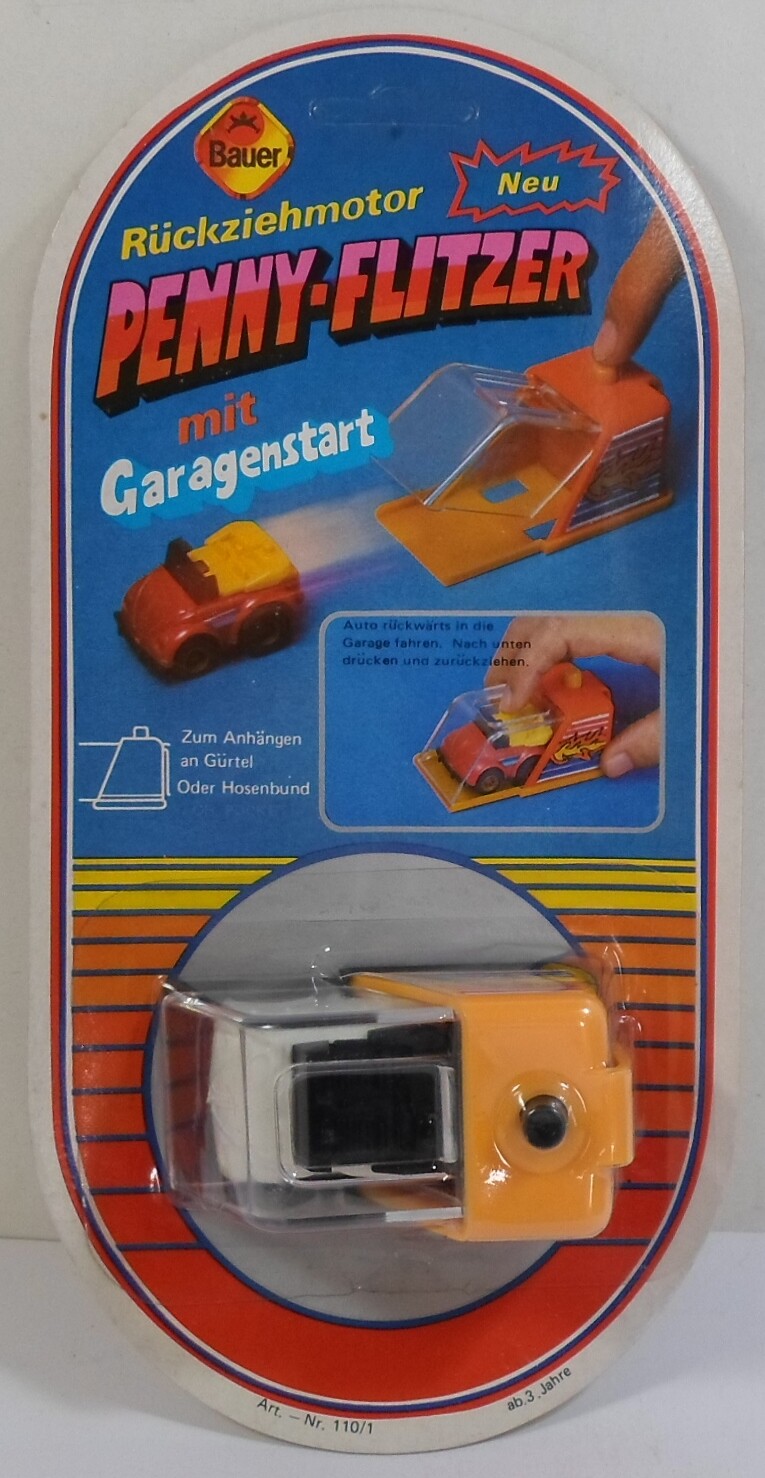 Bauer
Neu
Rückziehmotor
PENNY-FLITZER
mit
Garagenstart
Auto rückwärts in die
Garage fahren. Nach unten
drücken und zurückziehen.
Zum Anhängen
an Gürtel
Oder Hosenbund
Art. – Nr. 110/1
ab.3.Jahre